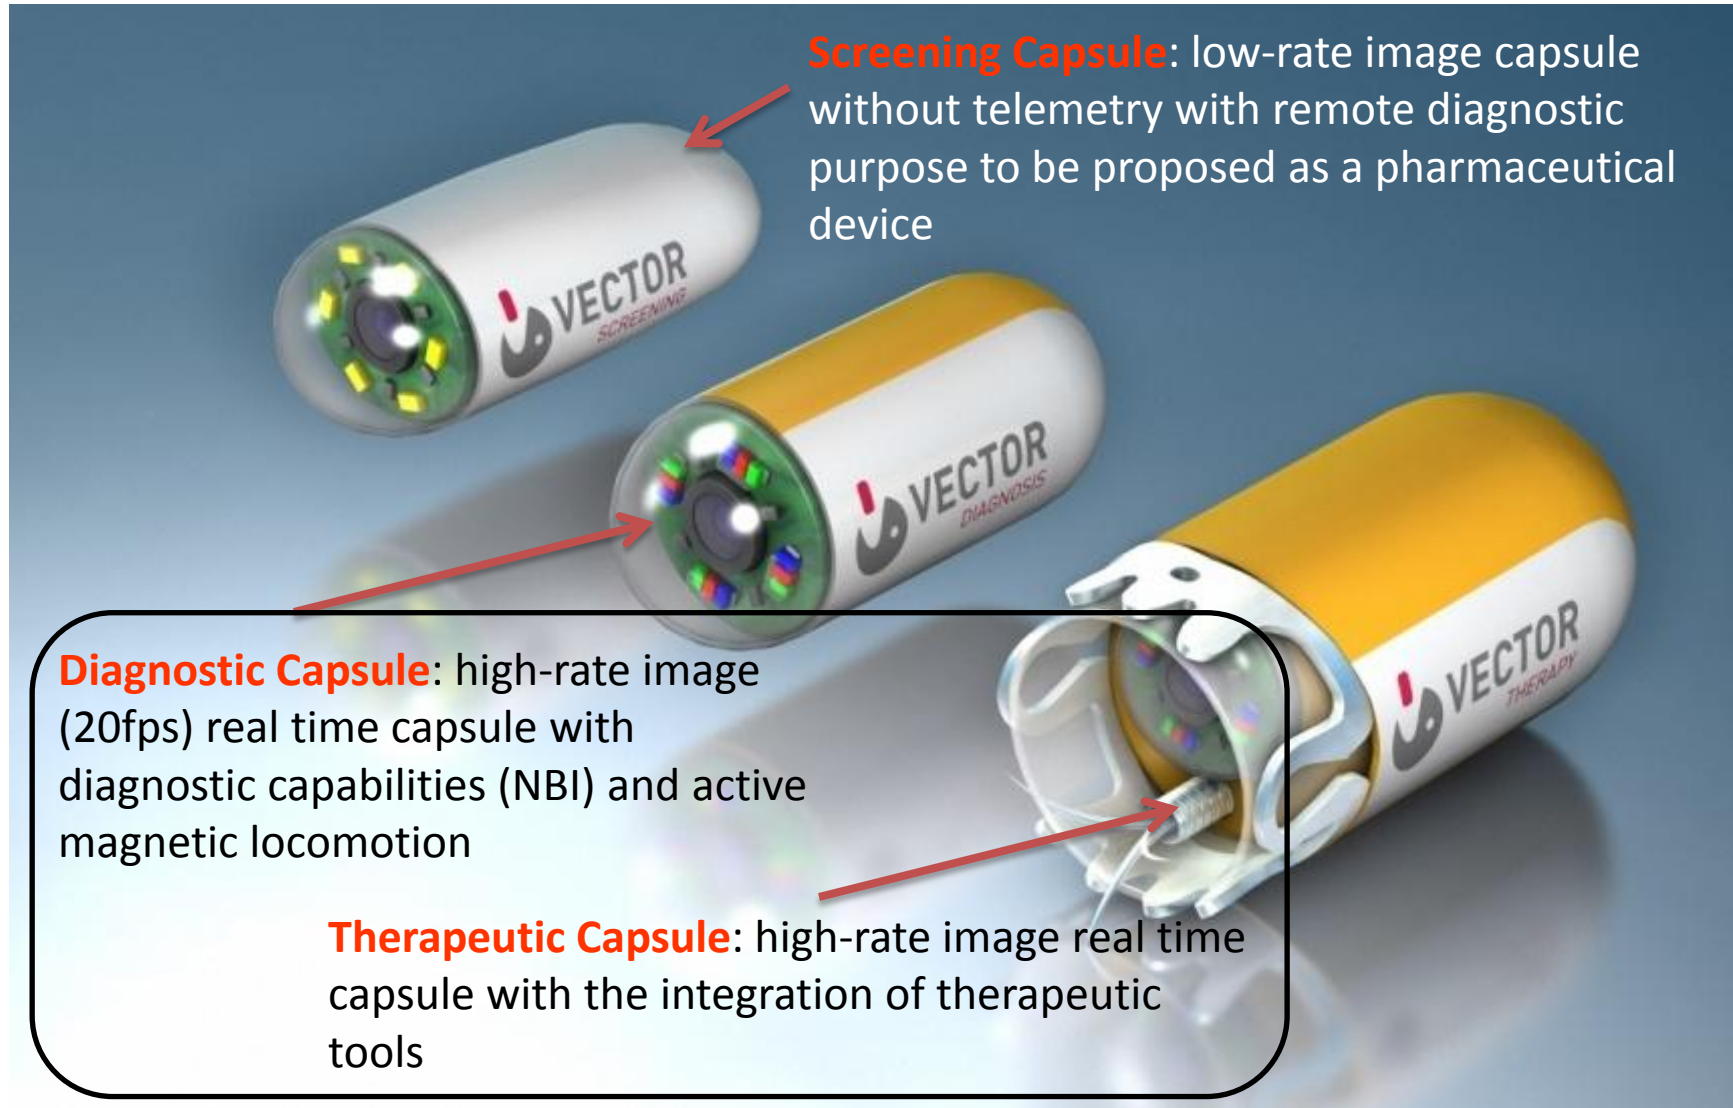 Screening Capsule: low-rate image capsule
without telemetry with remote diagnostic
purpose to be proposed as a pharmaceutical
device
VECTOR
SCREENING
VECTOR
DIAGNOSIS
VECTOR
THERAPY
Diagnostic Capsule: high-rate image
(20fps) real time capsule with
diagnostic capabilities (NBI) and active
magnetic locomotion
Therapeutic Capsule: high-rate image real time
capsule with the integration of therapeutic
tools